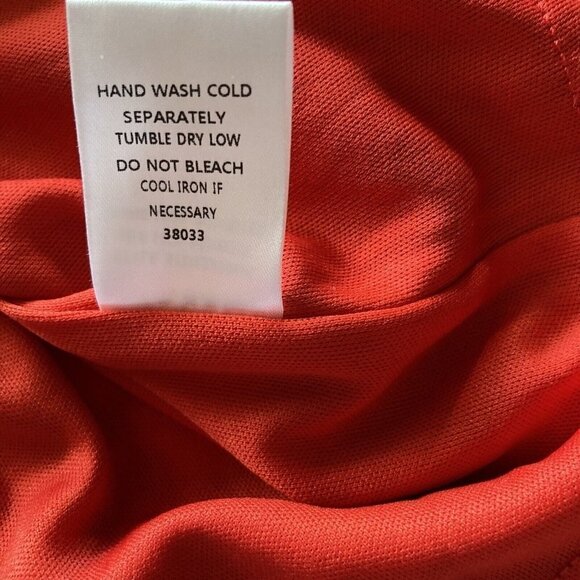 HAND WASH COLD
SEPARATELY
TUMBLE DRY LOW
DO NOT BLEACH
COOL IRON IF
NECESSARY
38033